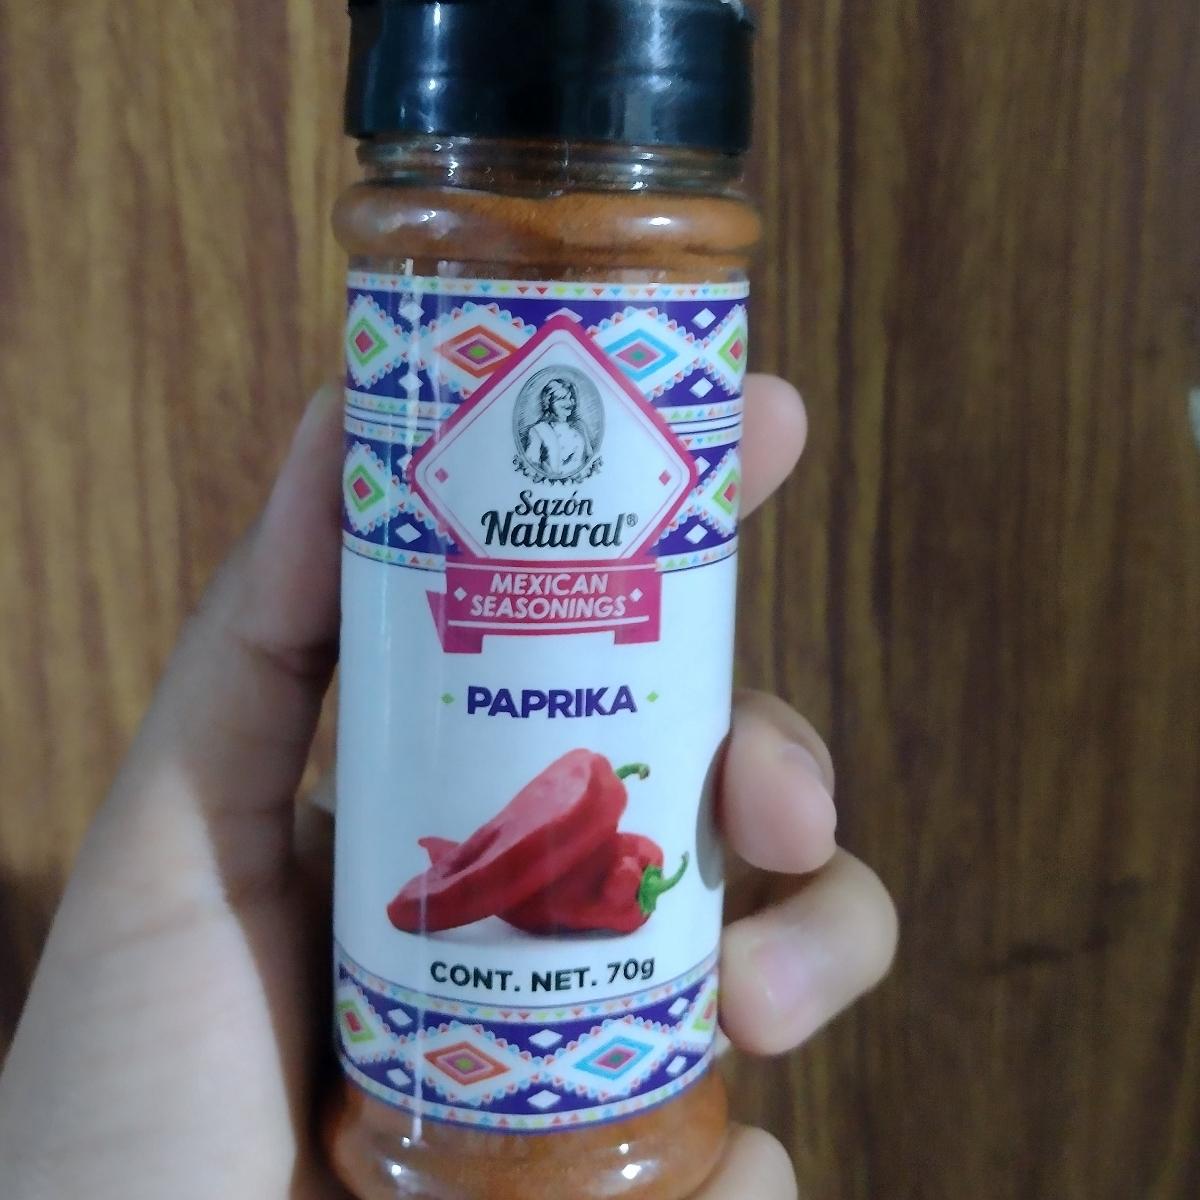 Sazón
Natural®
MEXICAN
SEASONINGS
PAPRIKA
CONT. NET. 70g